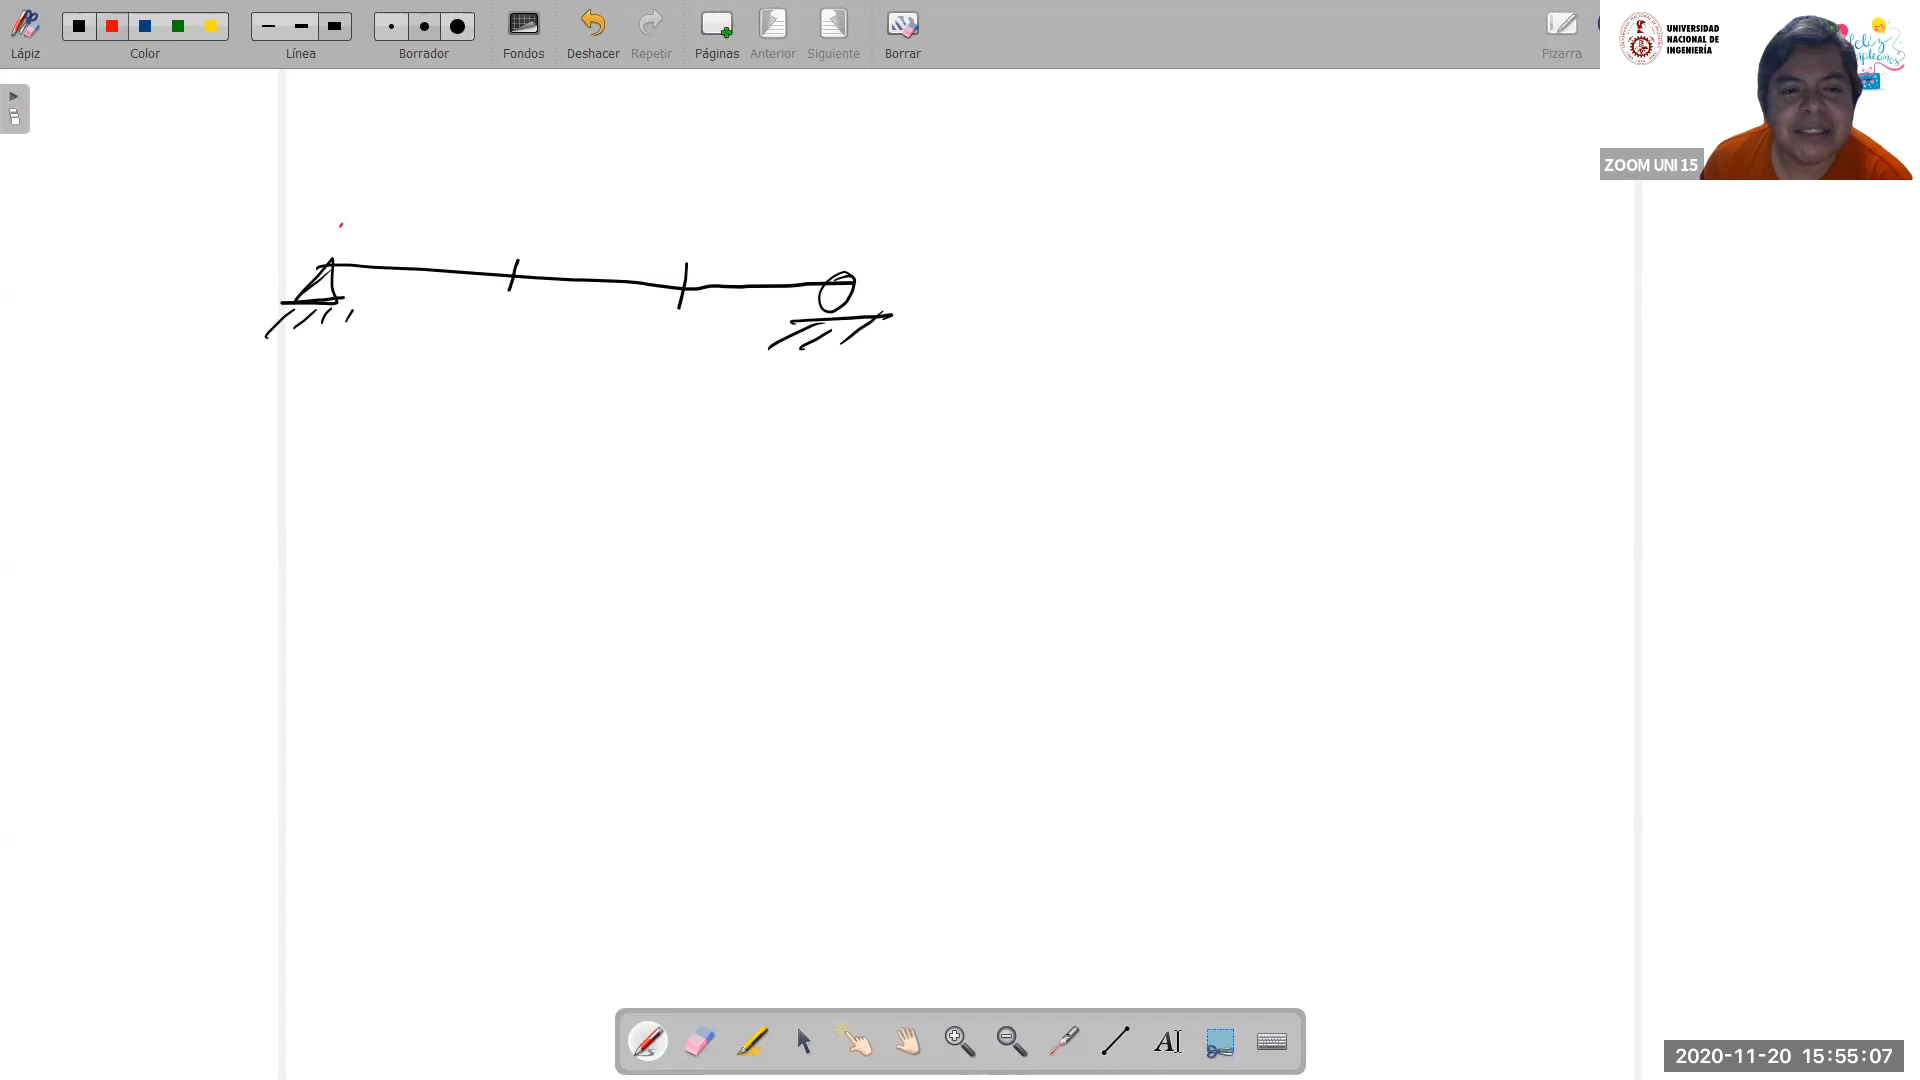 Lápiz
Color
Línea
Borrador
Fondos
Deshacer
Repetir
Páginas
Anterior
Siguiente
Borrar
Pizarra
UNIVERSIDAD
NACIONAL DE
INGENIERÍA
feliz
ZOOM UNI 15
A
2020-11-20 15:55:07